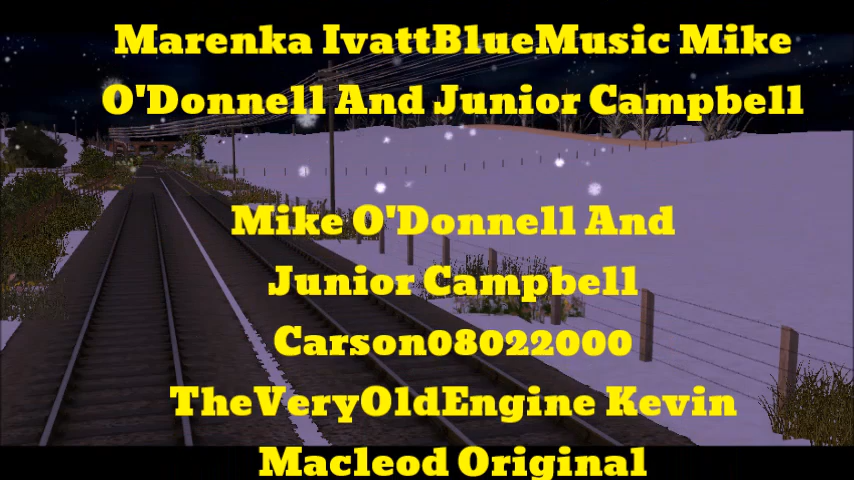 Marenka IvattBlueMusic Mike
O'Donnell And Junior Campbell
Mike O'Donnell And
Junior Campbell
Carson08022000
TheVeryOldEngine Kevin
Macleod Original